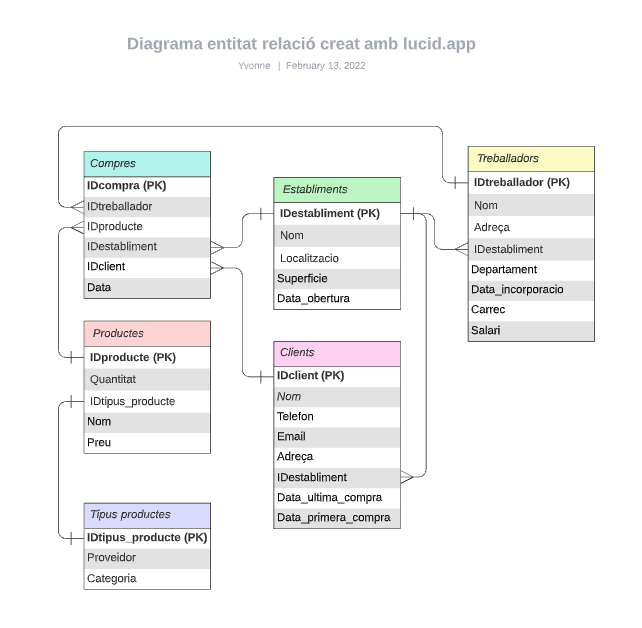 Diagrama entitat relació creat amb lucid.app
Yvonne | February 13, 2022
Compres
IDcompra (PK)
IDtreballador
IDproducte
IDestabliment
IDclient
Data
Establiments
IDestabliment (PK)
Nom
Localitzacio
Superficie
Data_obertura
Treballadors
IDtreballador (PK)
Nom
Adreça
IDestabliment
Departament
Data_incorporacio
Carrec
Salari
Productes
IDproducte (PK)
Quantitat
IDtipus_producte
Nom
Preu
Clients
IDclient (PK)
Nom
Telefon
Email
Adreça
IDestabliment
Data_ultima_compra
Data_primera_compra
Tipus productes
IDtipus_producte (PK)
Proveidor
Categoria